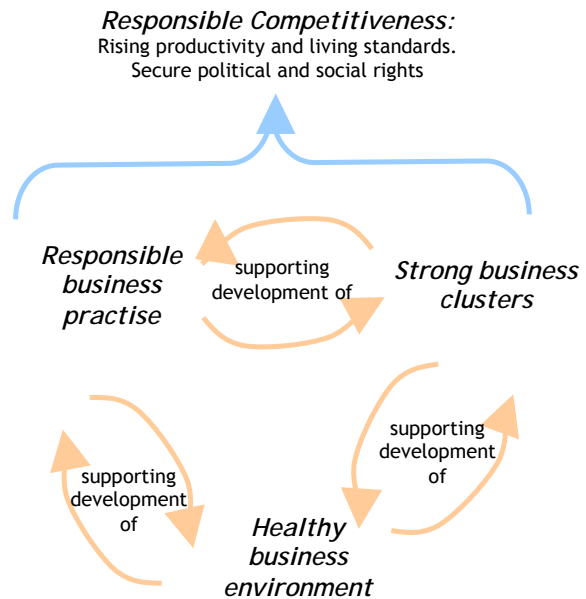 Responsible Competitiveness:
Rising productivity and living standards.
Secure political and social rights
Responsible
business
practise
supporting
development of
Strong business
clusters
supporting
development
of
supporting
development
of
Healthy
business
environment